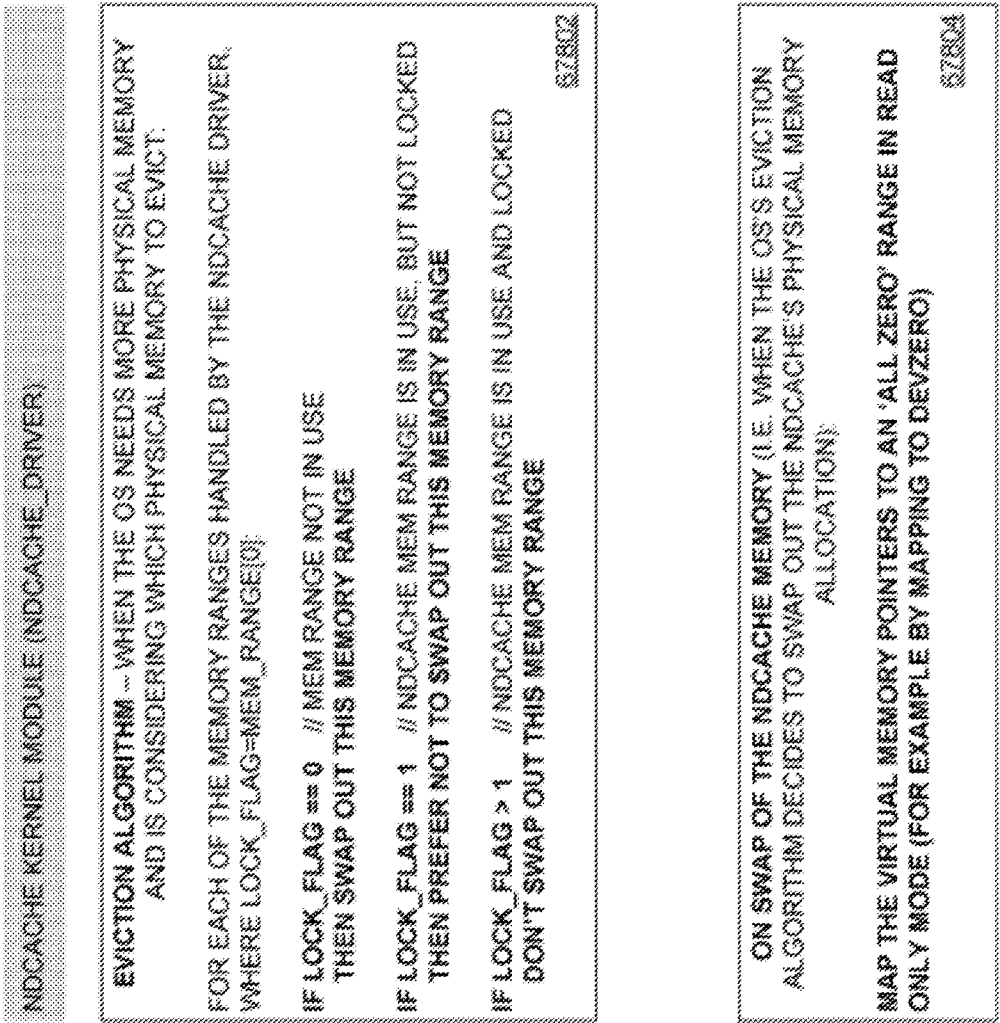 NDCACHE KERNEL MODULE (NDCACHE_DRIVER)
EVICTION ALGORITHM – WHEN THE OS NEEDS MORE PHYSICAL MEMORY
AND IS CONSIDERING WHICH PHYSICAL MEMORY TO EVICT:
FOR EACH OF THE MEMORY RANGES HANDLED BY THE NDCACHE DRIVER,
WHERE LOCK_FLAG=MEM_RANGE[0]:
IF LOCK_FLAG == 0 // MEM RANGE NOT IN USE
THEN SWAP OUT THIS MEMORY RANGE
IF LOCK_FLAG == 1 // NDCACHE MEM RANGE IS IN USE, BUT NOT LOCKED
THEN PREFER NOT TO SWAP OUT THIS MEMORY RANGE
IF LOCK_FLAG > 1 // NDCACHE MEM RANGE IS IN USE AND LOCKED
DON'T SWAP OUT THIS MEMORY RANGE
67802
ON SWAP OF THE NDCACHE MEMORY (I.E. WHEN THE OS'S EVICTION
ALGORITHM DECIDES TO SWAP OUT THE NDCACHE'S PHYSICAL MEMORY
ALLOCATION):
MAP THE VIRTUAL MEMORY POINTERS TO AN 'ALL ZERO' RANGE IN READ
ONLY MODE (FOR EXAMPLE BY MAPPING TO DEVZERO)
67804